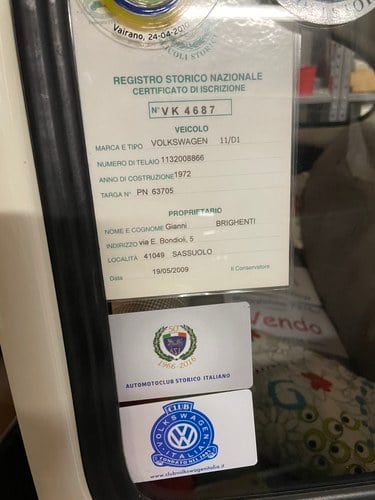 Vairano, 24-04-2010
REGISTRO STORICO NAZIONALE
CERTIFICATO DI ISCRIZIONE
N° VK 4687
VEICOLO
MARCA E TIPO VOLKSWAGEN 11/D1
NUMERO DI TELAIO 1132008866
ANNO DI COSTRUZIONE 1972
TARGA N° PN 63705
PROPRIETARIO
NOME E COGNOME Gianni BRIGHENTI
INDIRIZZO via E. Bondioli, 5
LOCALITÀ 41049 SASSUOLO
Data 19/05/2009 Il Conservatore
Vendo
50
1966-2016
AUTOMOTOCLUB STORICO ITALIANO
CLUB
VOLKSWAGEN
ITALIA
www.clubvolkswagenitalia.it